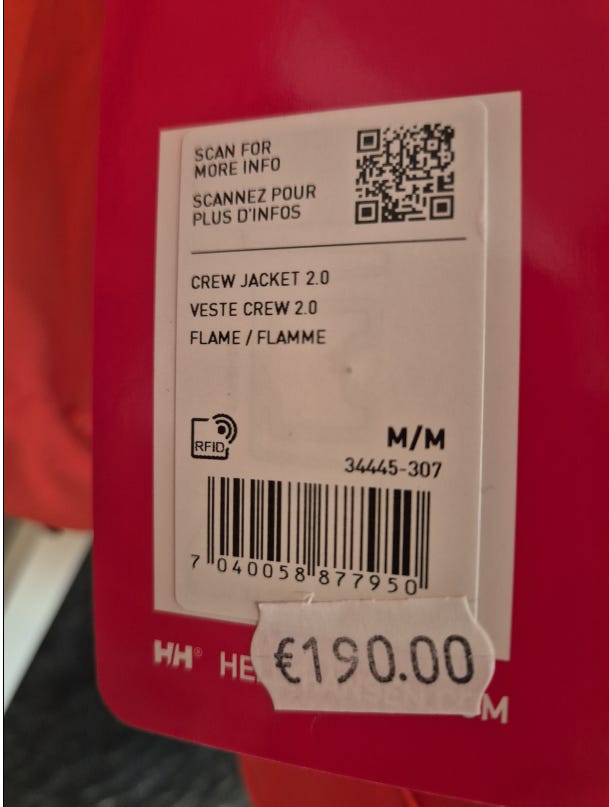 SCAN FOR
MORE INFO
SCANNEZ POUR
PLUS D'INFOS
CREW JACKET 2.0
VESTE CREW 2.0
FLAME / FLAMME
RFID
M/M
34445-307
7 040058 877950
€190.00
HH®